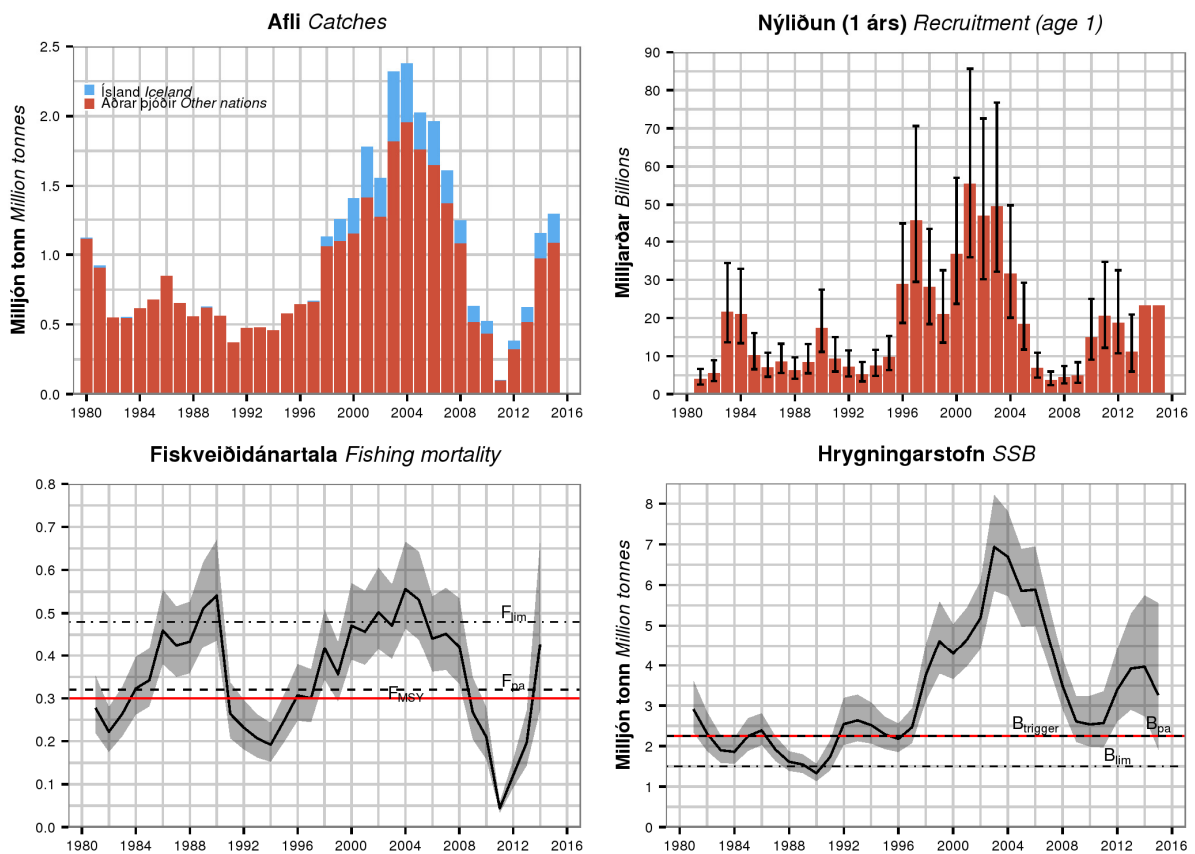 Afli Catches
Milljón tonn Million tonnes
2.5
2.0
1.5
1.0
0.5
0.0
Ísland Iceland
Aðrar þjóðir Other nations
1980 1984 1988 1992 1996 2000 2004 2008 2012 2016
Nýliðun (1 árs) Recruitment (age 1)
Milljarðar Billions
90
80
70
60
50
40
30
20
10
0
1980 1984 1988 1992 1996 2000 2004 2008 2012 2016
Fiskveiðidánartala Fishing mortality
0.8
0.7
0.6
0.5
0.4
0.3
0.2
0.1
0.0
Flim
Fpa
FMSY
1980 1984 1988 1992 1996 2000 2004 2008 2012 2016
Hrygningarstofn SSB
Milljón tonn Million tonnes
8
7
6
5
4
3
2
1
0
Btrigger
Bpa
Blim
1980 1984 1988 1992 1996 2000 2004 2008 2012 2016